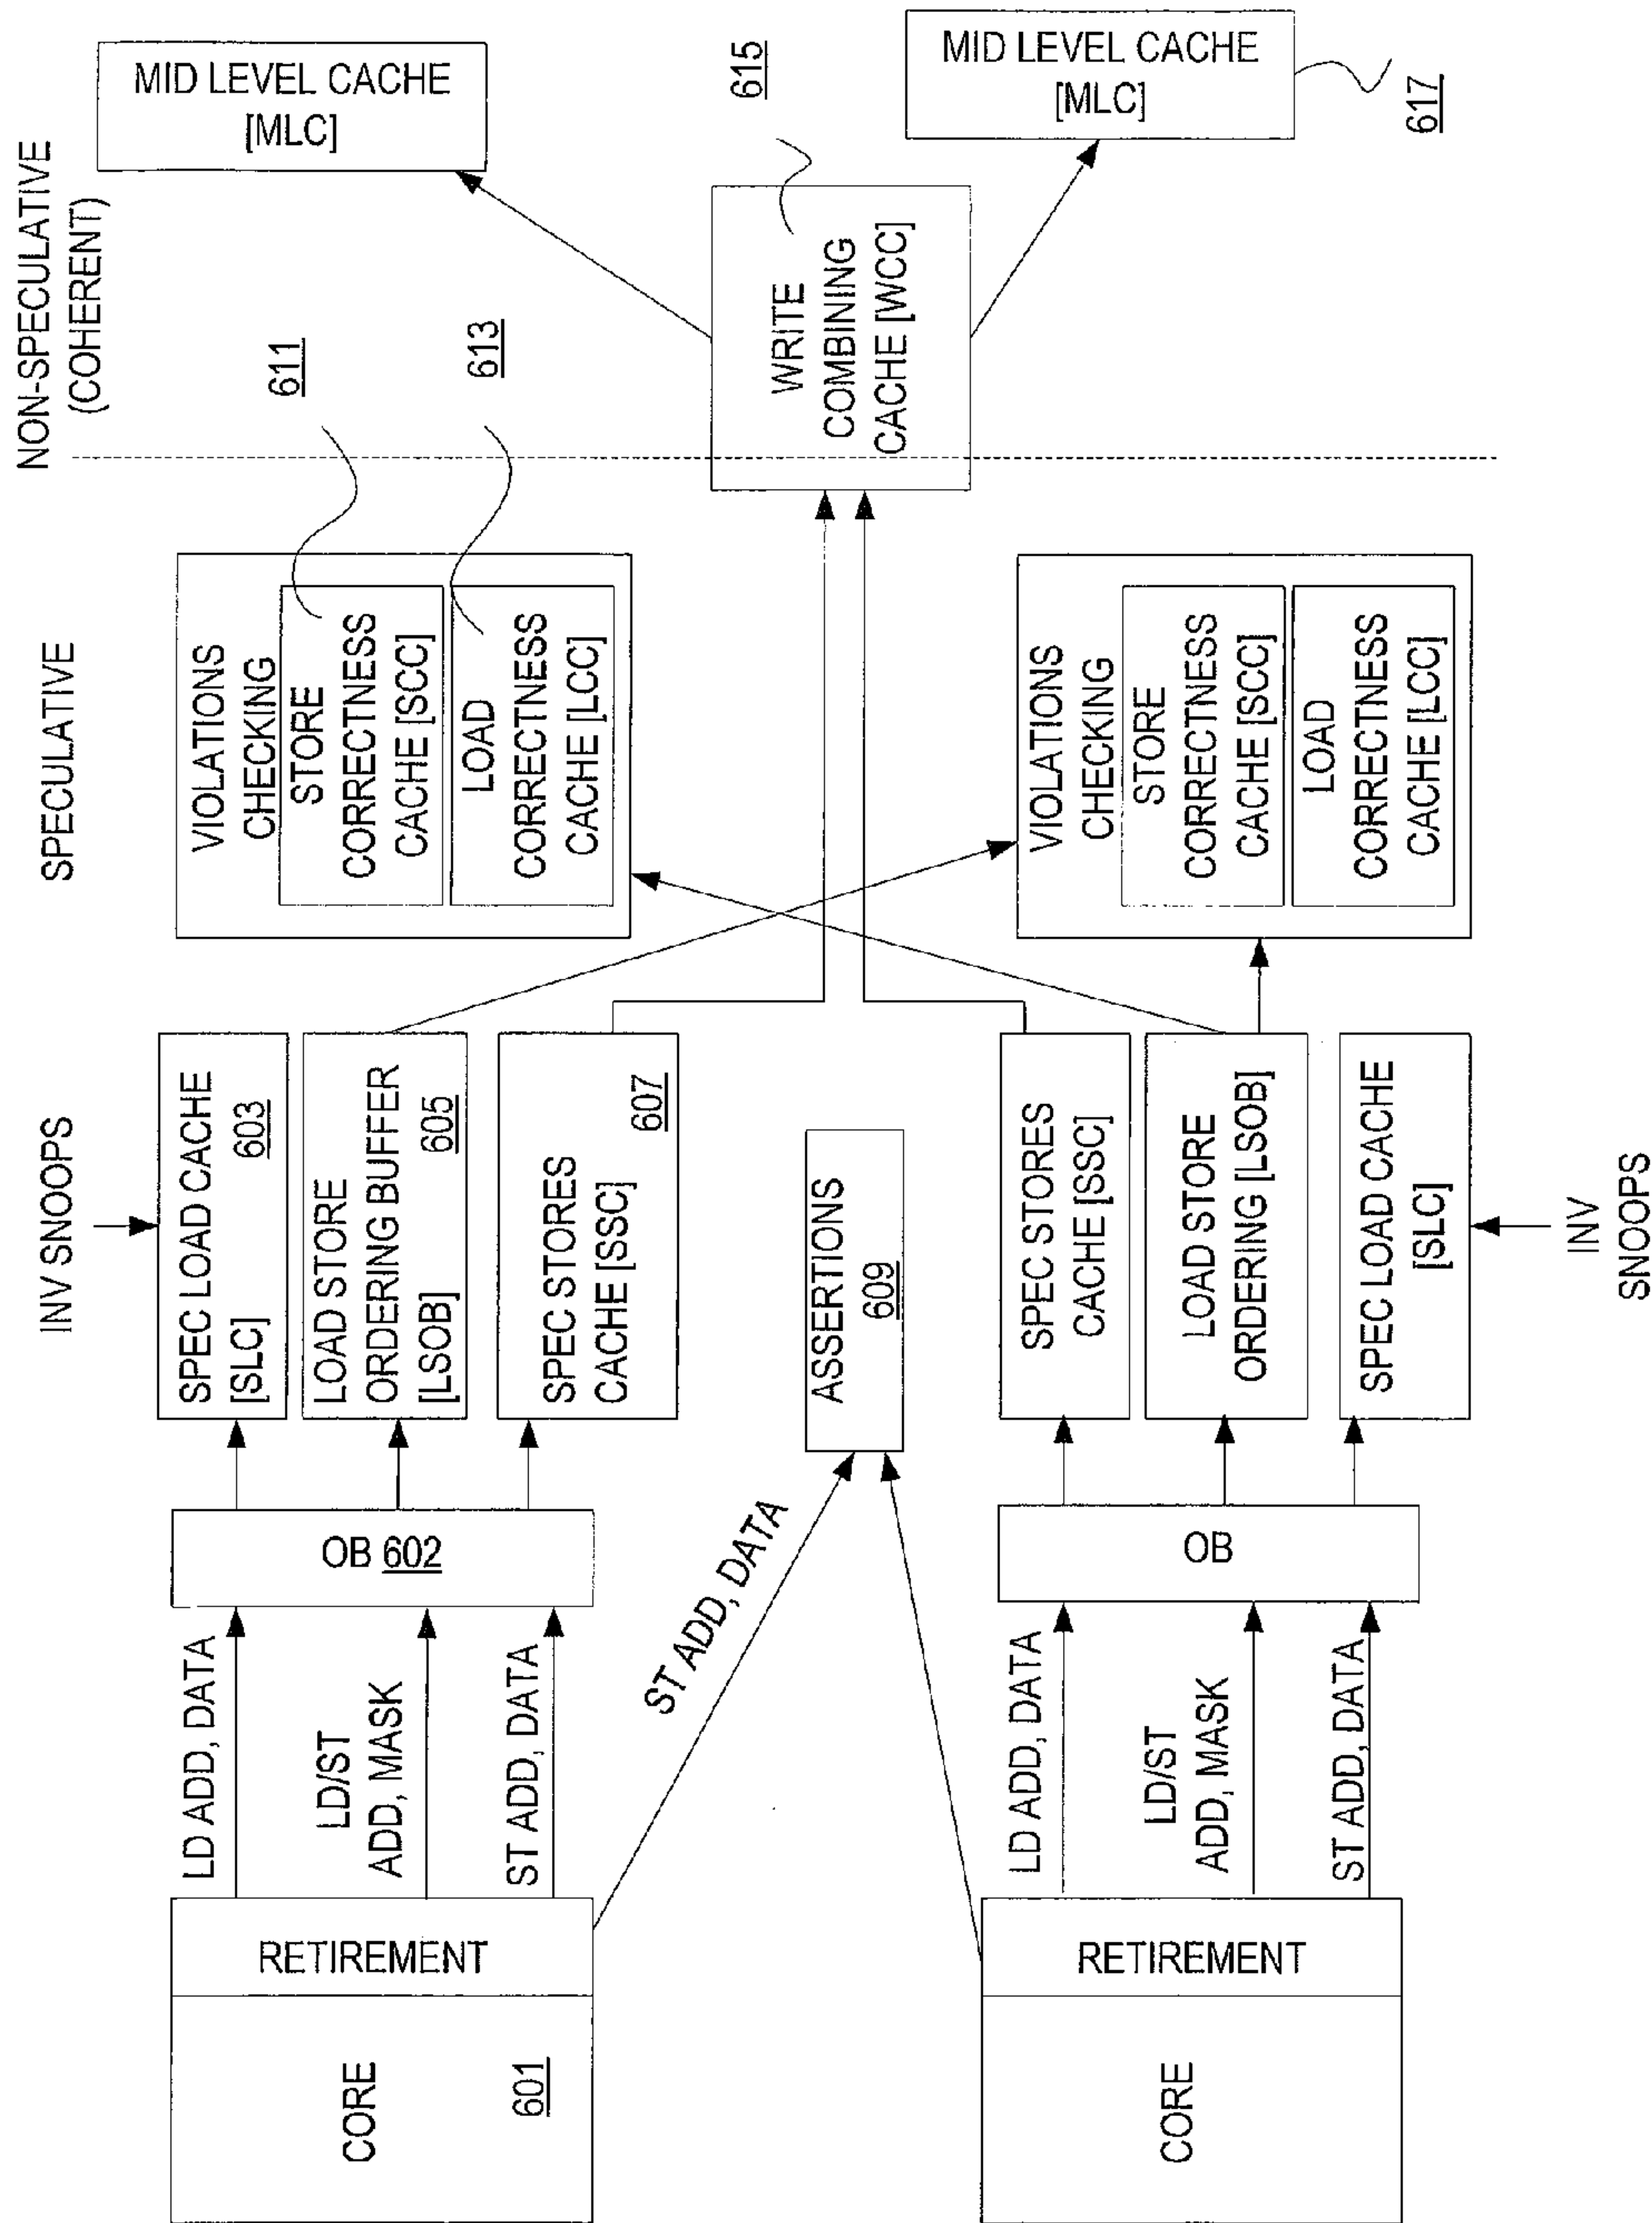 NON-SPECULATIVE
(COHERENT)
SPECULATIVE
MID LEVEL CACHE
[MLC]
615
MID LEVEL CACHE
[MLC]
617
611
613
WRITE
COMBINING
CACHE [WCC]
VIOLATIONS
CHECKING
STORE
CORRECTNESS
CACHE [SCC]
LOAD
CORRECTNESS
CACHE [LCC]
VIOLATIONS
CHECKING
STORE
CORRECTNESS
CACHE [SCC]
LOAD
CORRECTNESS
CACHE [LCC]
INV SNOOPS
SPEC LOAD CACHE
[SLC] 603
LOAD STORE
ORDERING BUFFER
[LSOB] 605
SPEC STORES
CACHE [SSC]
607
ASSERTIONS
609
SPEC STORES
CACHE [SSC]
LOAD STORE
ORDERING [LSOB]
SPEC LOAD CACHE
[SLC]
INV
SNOOPS
OB 602
OB
LD ADD, DATA
LD/ST
ADD, MASK
ST ADD, DATA
ST ADD, DATA
LD ADD, DATA
LD/ST
ADD, MASK
ST ADD, DATA
RETIREMENT
CORE
601
RETIREMENT
CORE